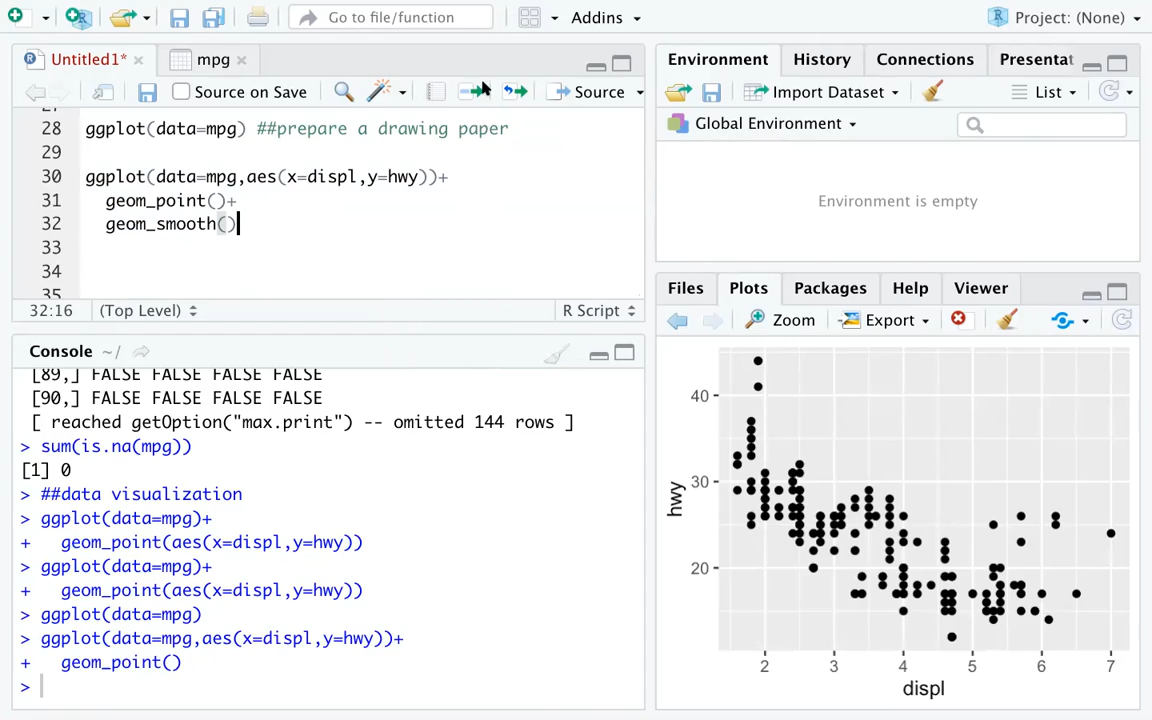 Go to file/function
Addins
Project: (None)
Untitled1*
mpg
Source on Save
Source
28 ggplot(data=mpg) ##prepare a drawing paper
29
30 ggplot(data=mpg,aes(x=displ,y=hwy))+
31 geom_point()+
32 geom_smooth()
33
34
35
32:16
(Top Level)
R Script
Console ~/
[89,] FALSE FALSE FALSE FALSE
[90,] FALSE FALSE FALSE FALSE
[ reached getOption("max.print") -- omitted 144 rows ]
> sum(is.na(mpg))
[1] 0
> ##data visualization
> ggplot(data=mpg)+
+ geom_point(aes(x=displ,y=hwy))
> ggplot(data=mpg)+
+ geom_point(aes(x=displ,y=hwy))
> ggplot(data=mpg)
> ggplot(data=mpg,aes(x=displ,y=hwy))+
+ geom_point()
>
Environment
History
Connections
Presentat
Import Dataset
List
Global Environment
Environment is empty
Files
Plots
Packages
Help
Viewer
Zoom
Export
40
30
20
hwy
2 3 4 5 6 7
displ